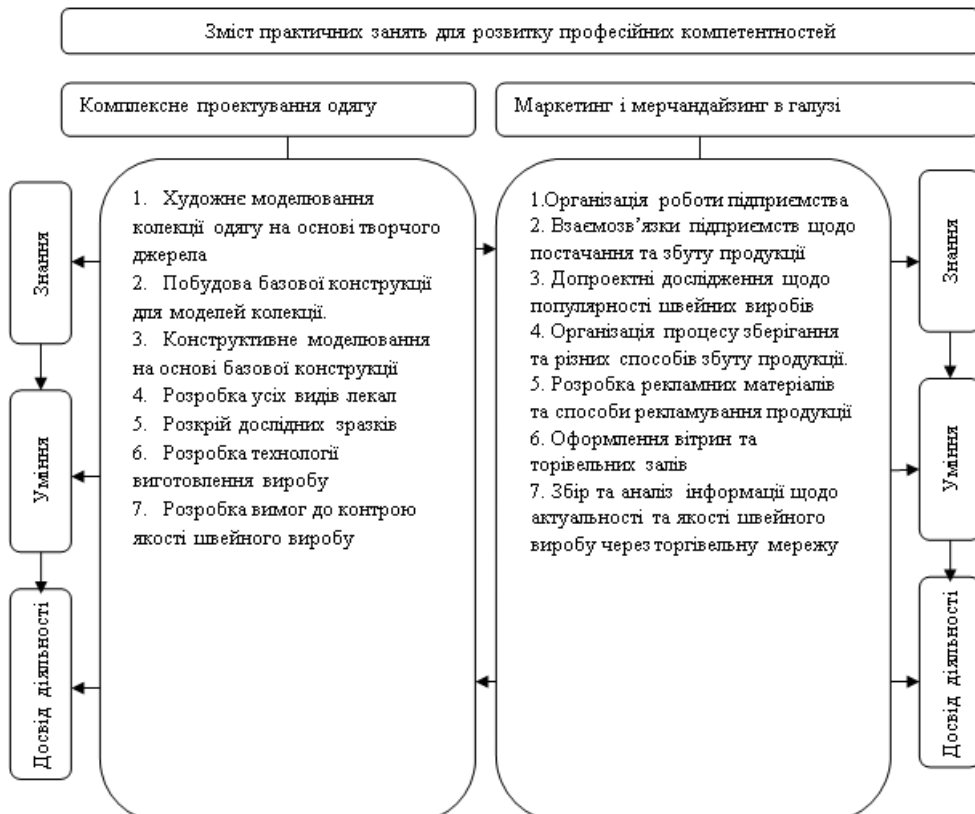 Зміст практичних занять для розвитку професійних компетентностей
Комплексне проектування одягу
Маркетинг і мерчандайзинг в галузі
Знання
Уміння
Досвід діяльності
1. Художнє моделювання
колекції одягу на основі творчого
джерела
2. Побудова базової конструкції
для моделей колекції.
3. Конструктивне моделювання
на основі базової конструкції
4. Розробка усіх видів лекал
5. Розкрій дослідних зразків
6. Розробка технології
виготовлення виробу
7. Розробка вимог до контрою
якості швейного виробу
1.Організація роботи підприємства
2. Взаємозв’язки підприємств щодо
постачання та збуту продукції
3. Допроектні дослідження щодо
популярності швейних виробів
4. Організація процесу зберігання
та різних способів збуту продукції.
5. Розробка рекламних матеріалів
та способи рекламування продукції
6. Оформлення вітрин та
торівельних залів
7. Збір та аналіз інформації щодо
актуальності та якості швейного
виробу через торгівельну мережу
Знання
Уміння
Досвід діяльності